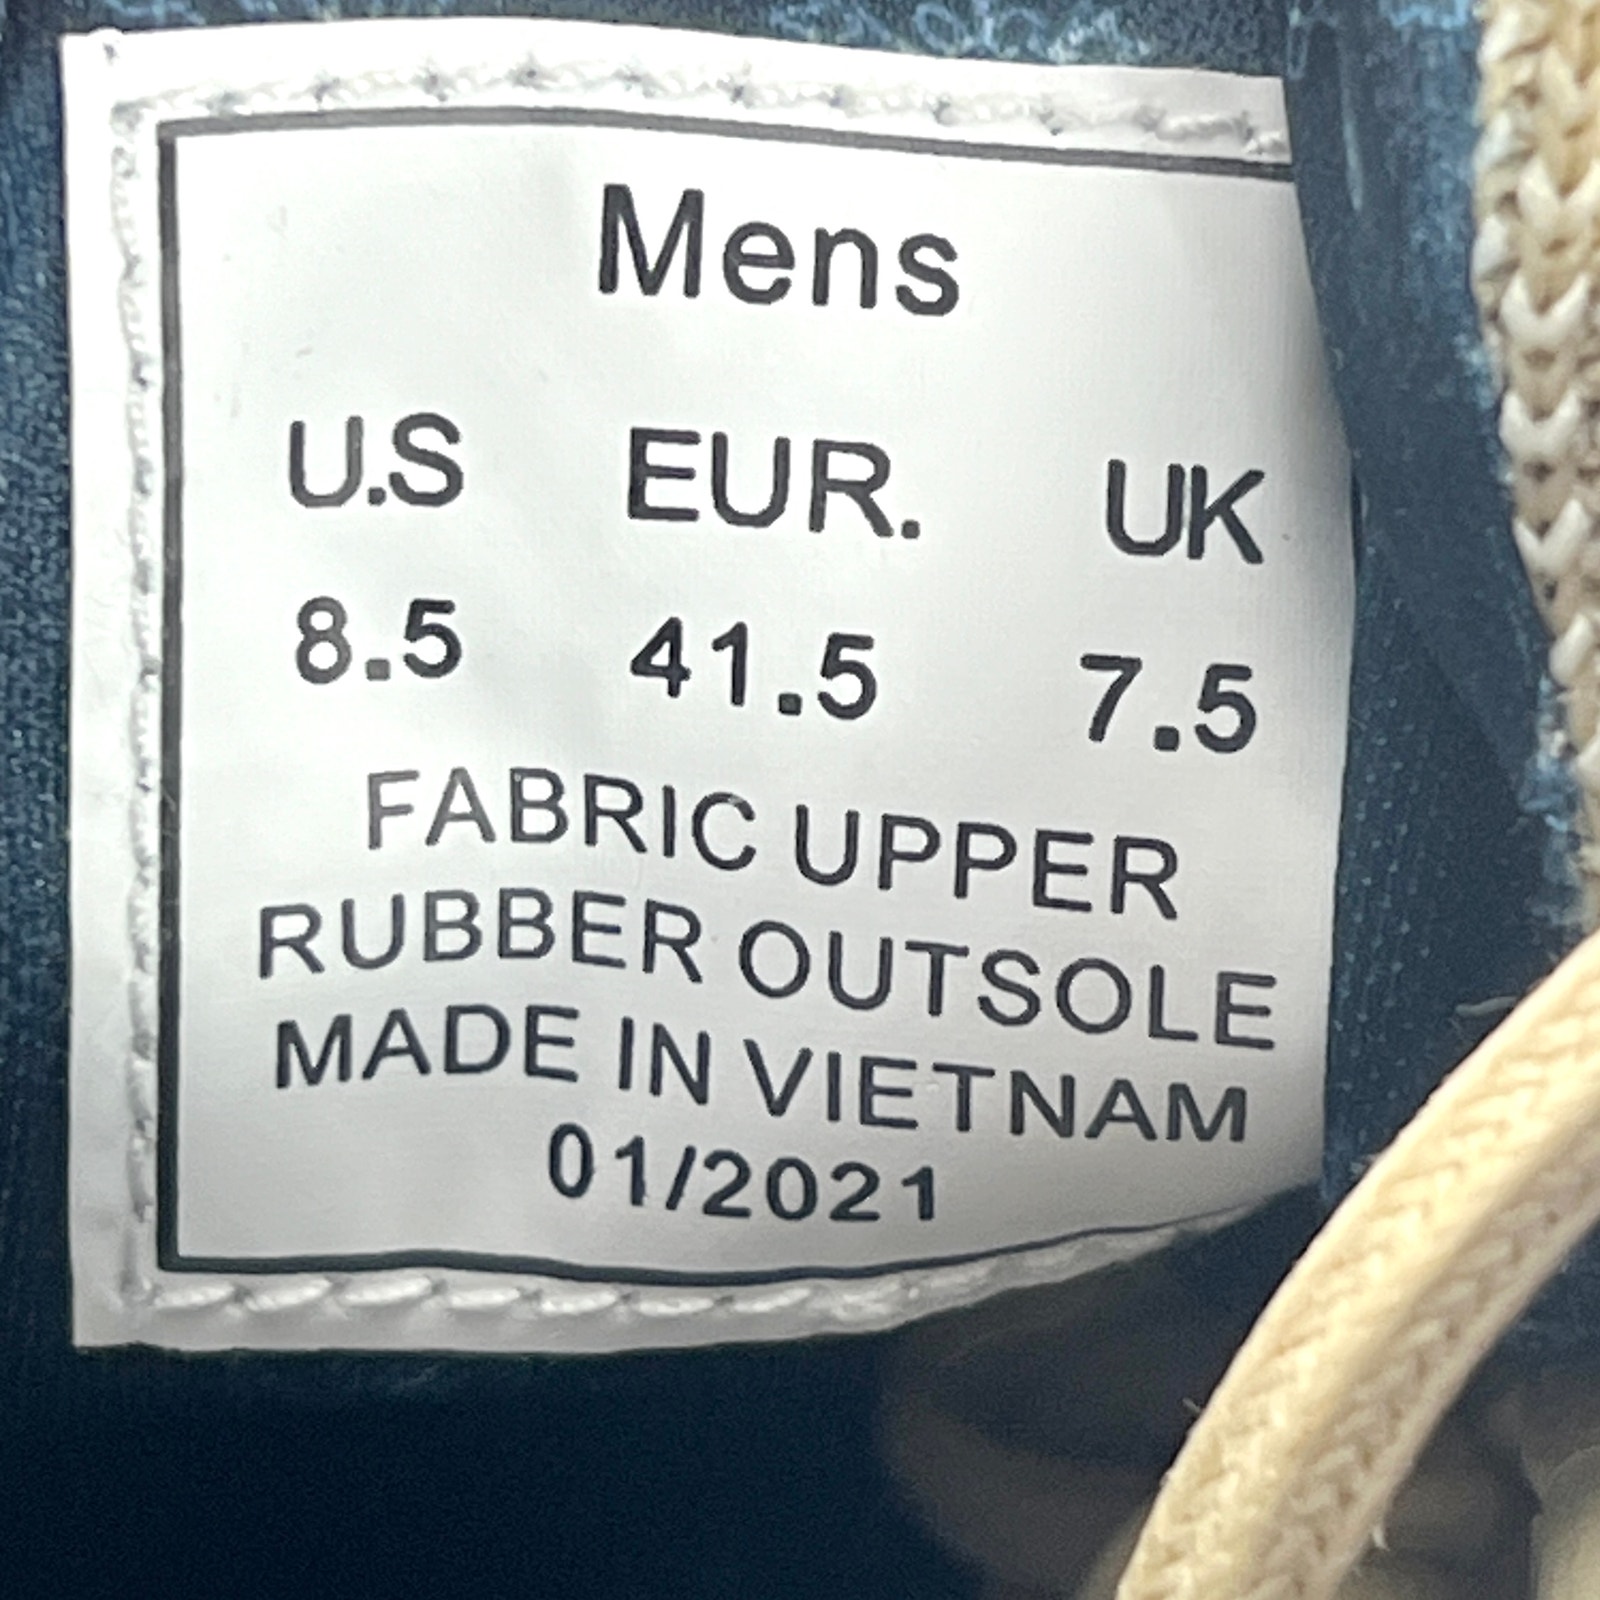 Mens
U.S EUR. UK
8.5 41.5 7.5
FABRIC UPPER
RUBBER OUTSOLE
MADE IN VIETNAM
01/2021